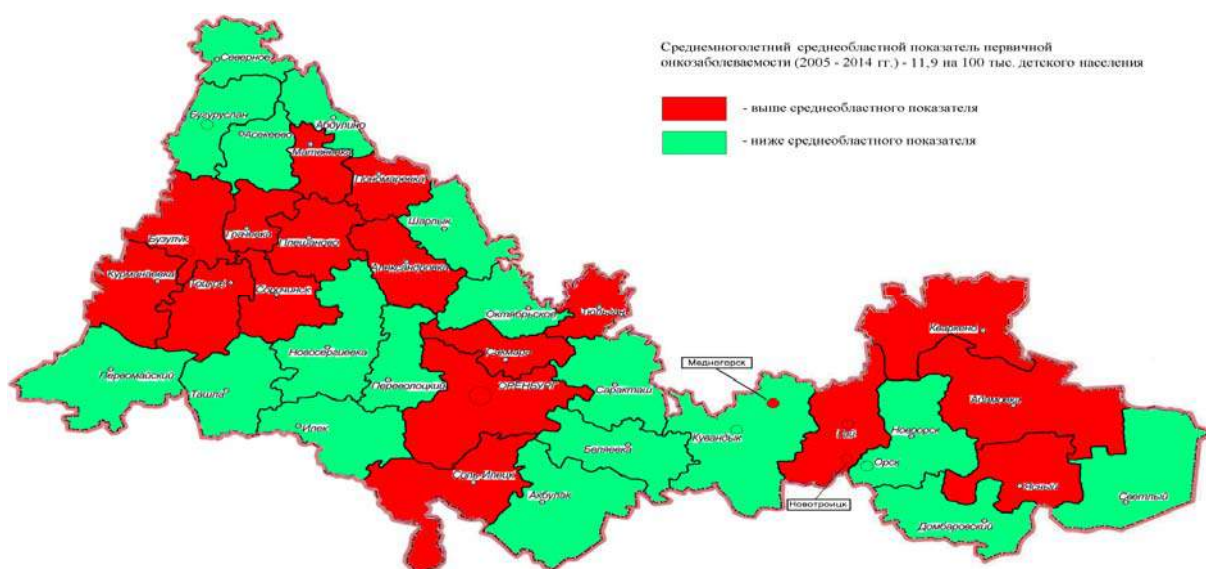 Среднемноголетний среднеобластной показатель первичной
онкозаболеваемости (2005 - 2014 гг.) - 11,9 на 100 тыс. детского населения
- выше среднеобластного показателя
- ниже среднеобластного показателя
Северное
Бугуруслан
Асекеево
Абдулино
Матвеевка
Пономаревка
Шарлык
Бузулук
Грачевка
Плешаново
Александровка
Курманаевка
Тоцкое
Сорочинск
Октябрьское
Тюльган
Новосергиевка
Переволоцкий
Сакмара
ОРЕНБУРГ
Первомайский
Ташла
Илек
Саракташ
Медногорск
Кувандык
Беляевка
Соль-Илецк
Акбулак
Кваркено
Адамовка
Гай
Новоорск
Орск
Новотроицк
Ясный
Светлый
Домбаровский